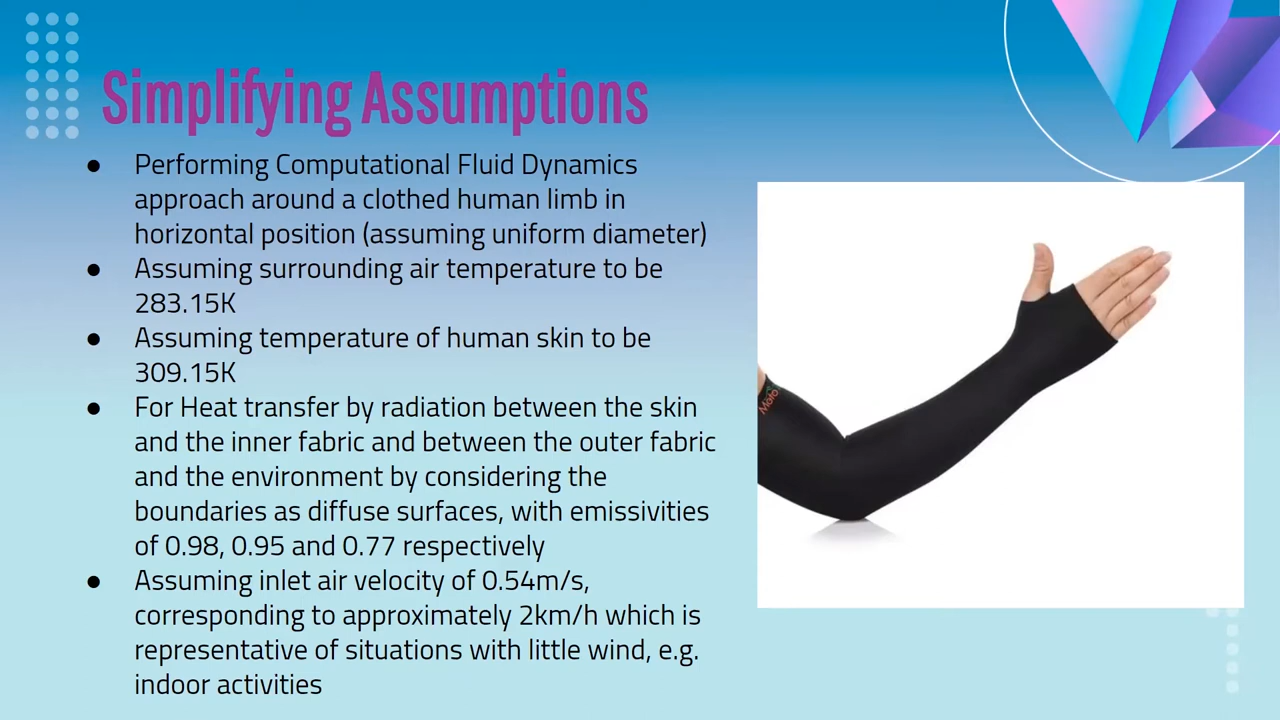 Simplifying Assumptions
● Performing Computational Fluid Dynamics
approach around a clothed human limb in
horizontal position (assuming uniform diameter)
● Assuming surrounding air temperature to be
283.15K
● Assuming temperature of human skin to be
309.15K
● For Heat transfer by radiation between the skin
and the inner fabric and between the outer fabric
and the environment by considering the
boundaries as diffuse surfaces, with emissivities
of 0.98, 0.95 and 0.77 respectively
● Assuming inlet air velocity of 0.54m/s,
corresponding to approximately 2km/h which is
representative of situations with little wind, e.g.
indoor activities